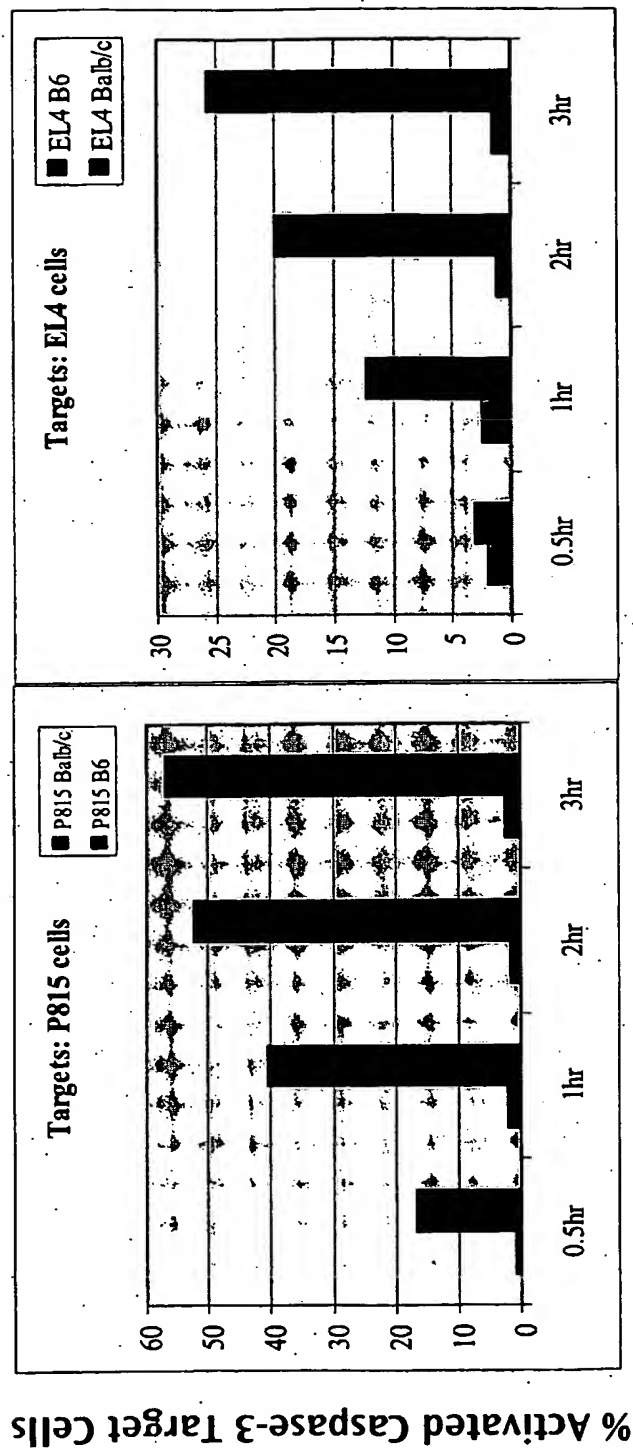 % Activated Caspase-3 Target Cells
Targets: P815 cells
P815 Balb/c
P815 B6
60
50
40
30
20
10
0
0.5hr
1hr
2hr
3hr
Targets: EL4 cells
EL4 B6
EL4 Balb/c
30
25
20
15
10
5
0
0.5hr
1hr
2hr
3hr